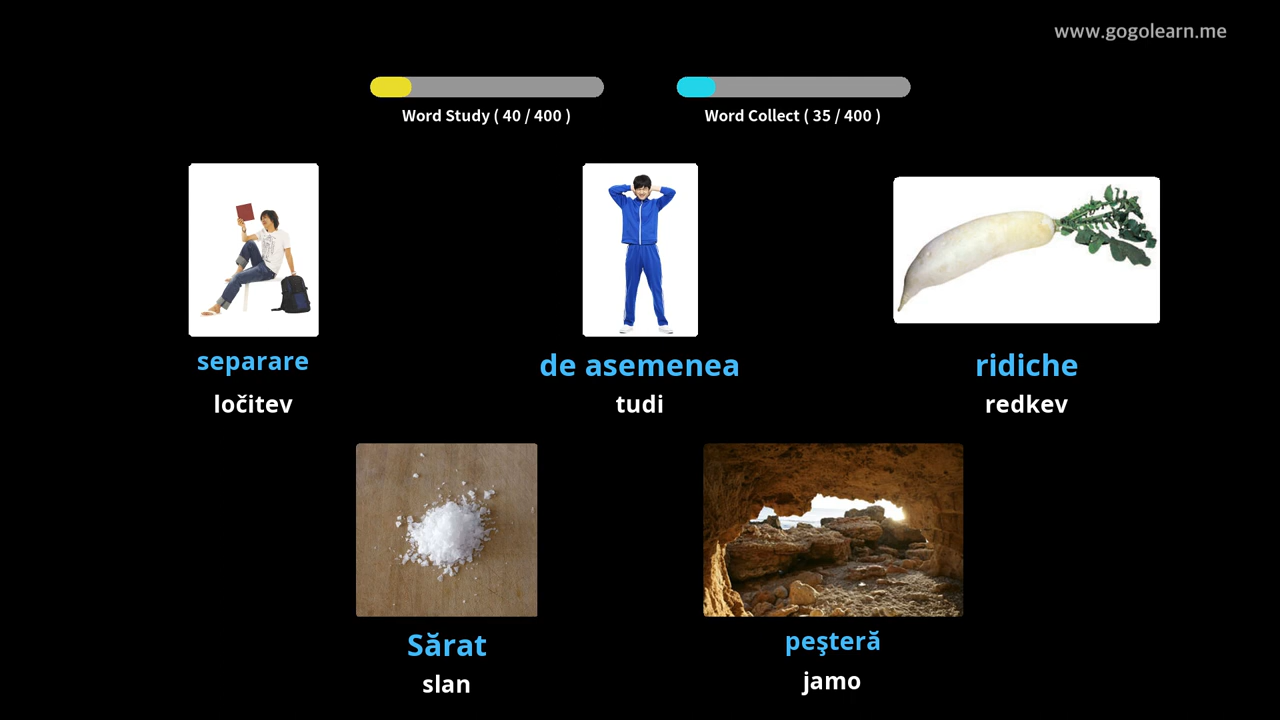 www.gogolearn.me
Word Study ( 40 / 400 )
Word Collect ( 35 / 400 )
separare
ločitev
de asemenea
tudi
ridiche
redkev
Sărat
slan
peşteră
jamo